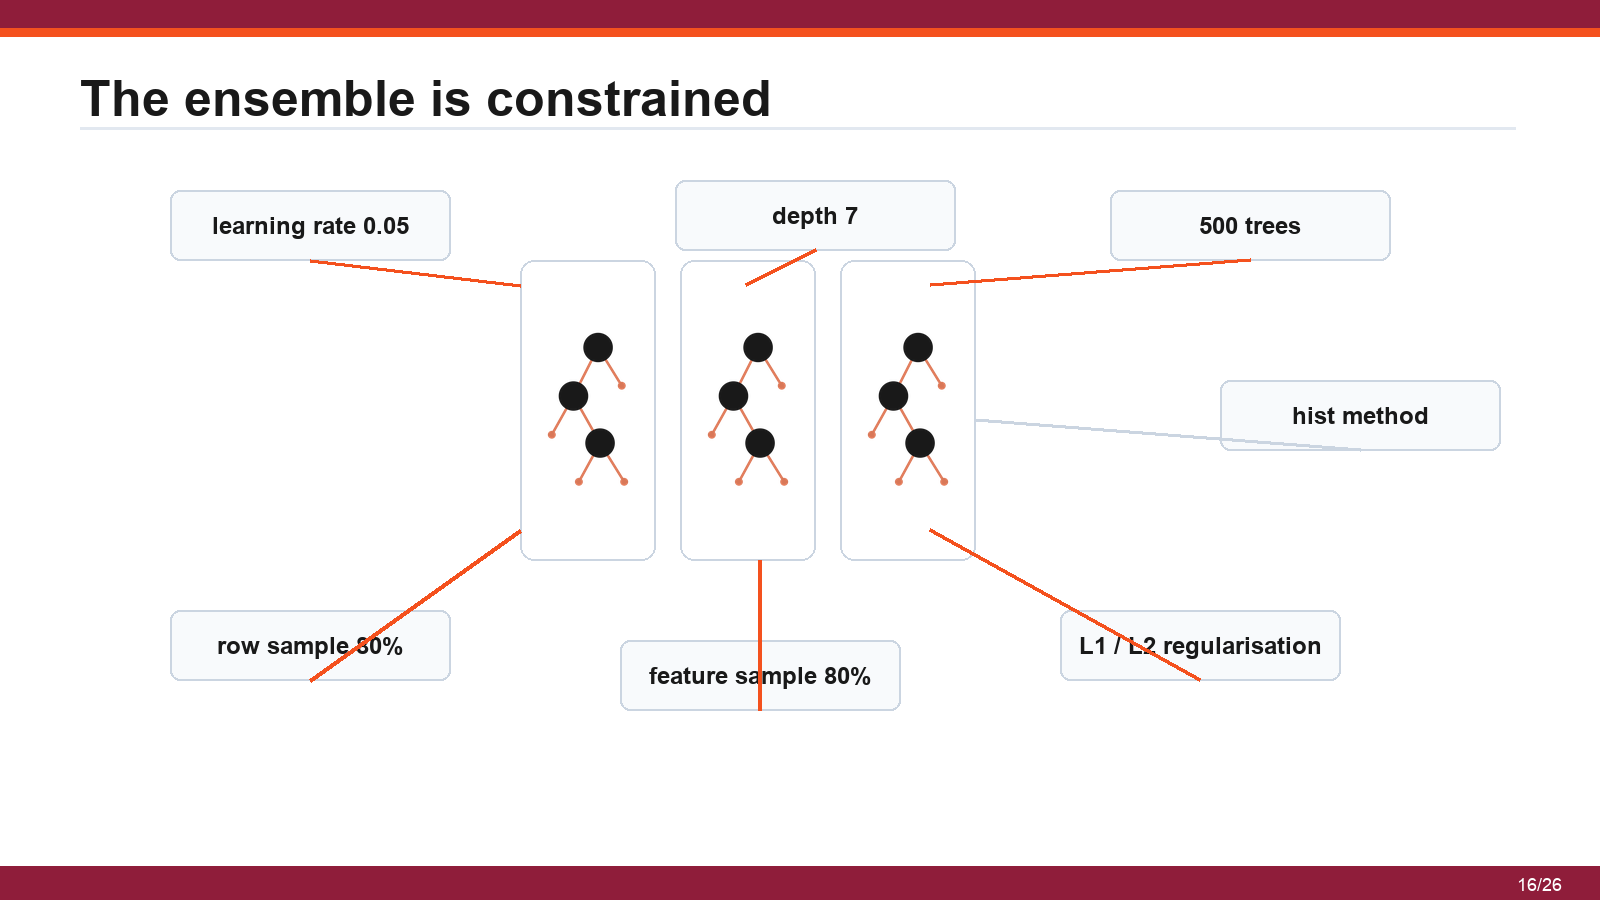 The ensemble is constrained
learning rate 0.05
depth 7
500 trees
hist method
row sample 80%
feature sample 80%
L1 / L2 regularisation
16/26